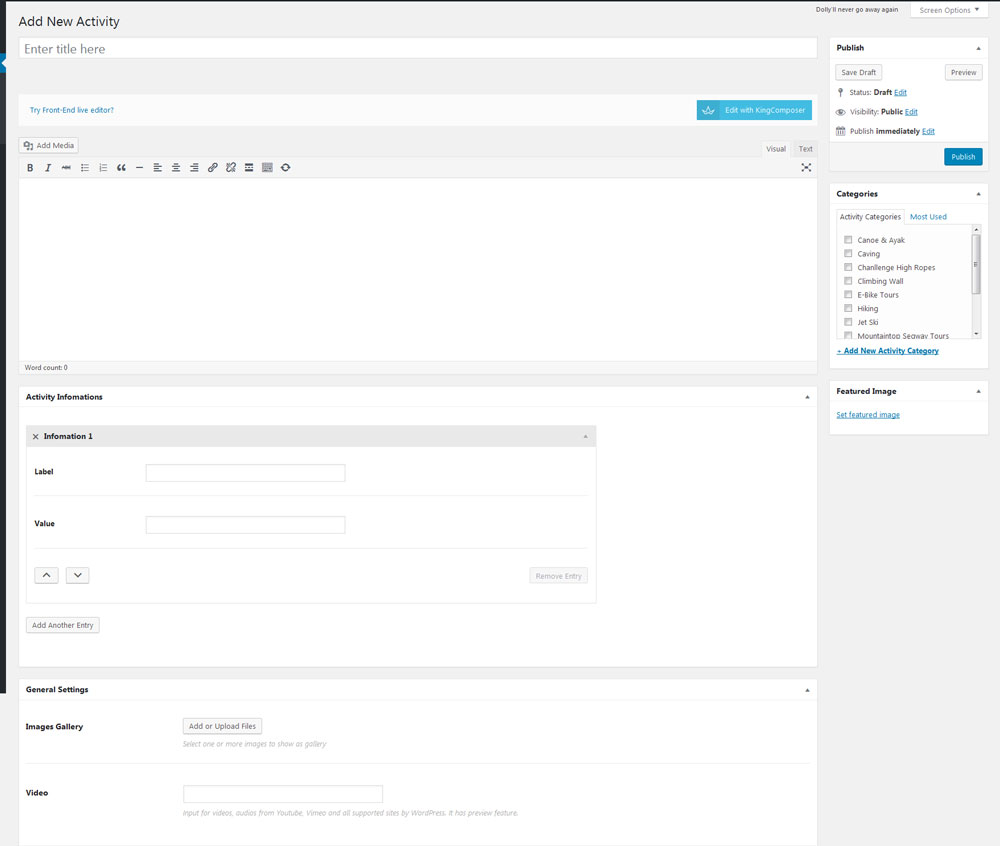 Dolly'll never go away again
Screen Options
Add New Activity
Enter title here
Try Front-End live editor?
Edit with KingComposer
Add Media
Visual
Text
B
I
ABC
Word count: 0
Activity Infomations
Infomation 1
Label
Value
Remove Entry
Add Another Entry
General Settings
Images Gallery
Add or Upload Files
Select one or more images to show as gallery
Video
Input for videos, audios from Youtube, Vimeo and all supported sites by WordPress. It has preview feature.
Publish
Save Draft
Preview
Status: Draft Edit
Visibility: Public Edit
Publish immediately Edit
Publish
Categories
Activity Categories
Most Used
Canoe & Ayak
Caving
Chanllenge High Ropes
Climbing Wall
E-Bike Tours
Hiking
Jet Ski
Mountaintop Segway Tours
+ Add New Activity Category
Featured Image
Set featured image